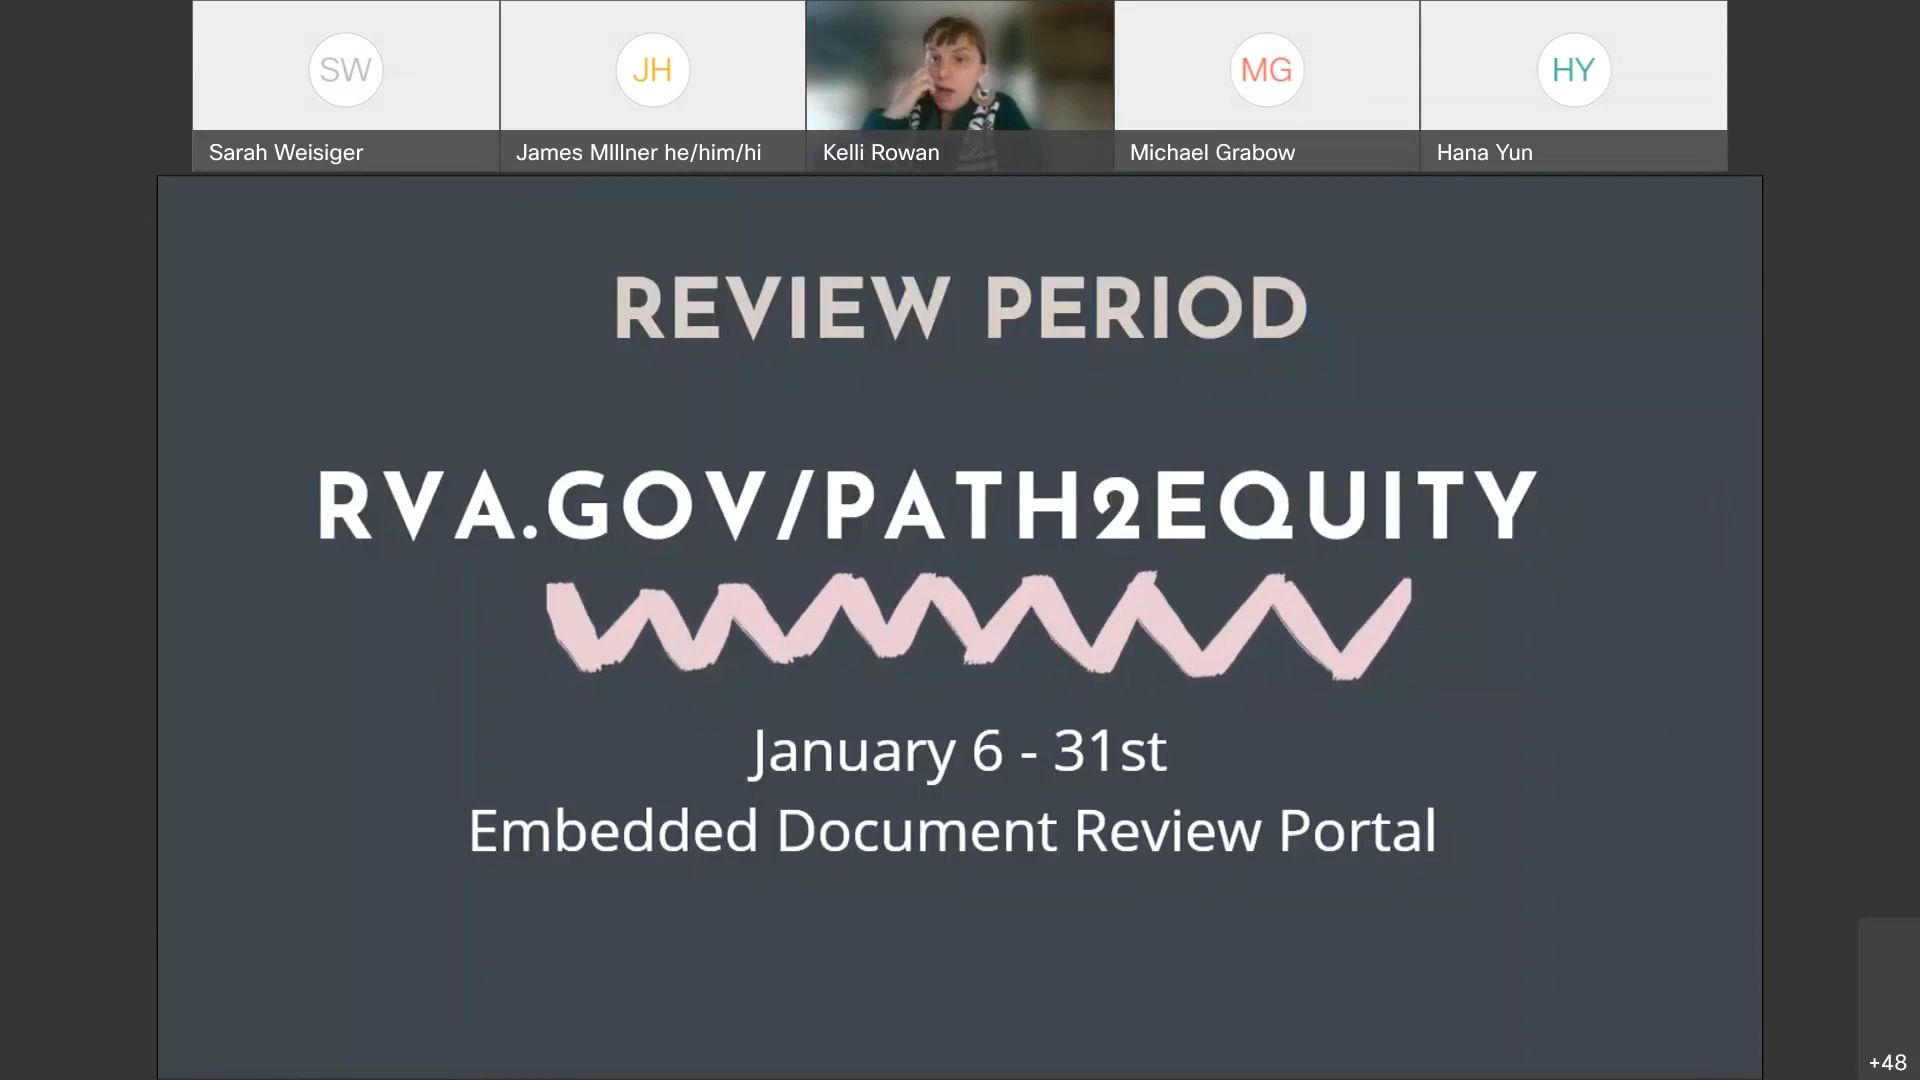 SW
JH
MG
HY
Sarah Weisiger
James MIllner he/him/hi
Kelli Rowan
Michael Grabow
Hana Yun
REVIEW PERIOD
RVA.GOV/PATH2EQUITY
January 6 - 31st
Embedded Document Review Portal
+48